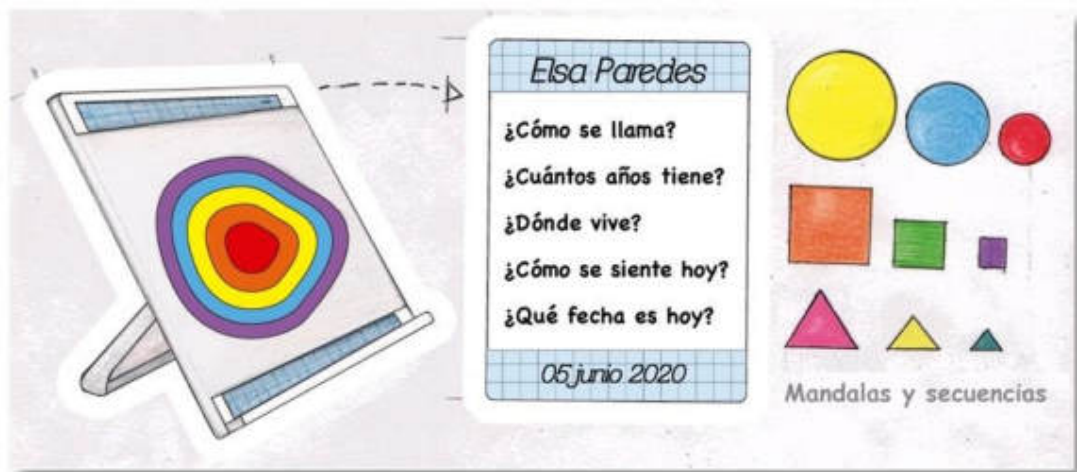 Elsa Paredes
¿Cómo se llama?
¿Cuántos años tiene?
¿Dónde vive?
¿Cómo se siente hoy?
¿Qué fecha es hoy?
05 junio 2020
Mandalas y secuencias